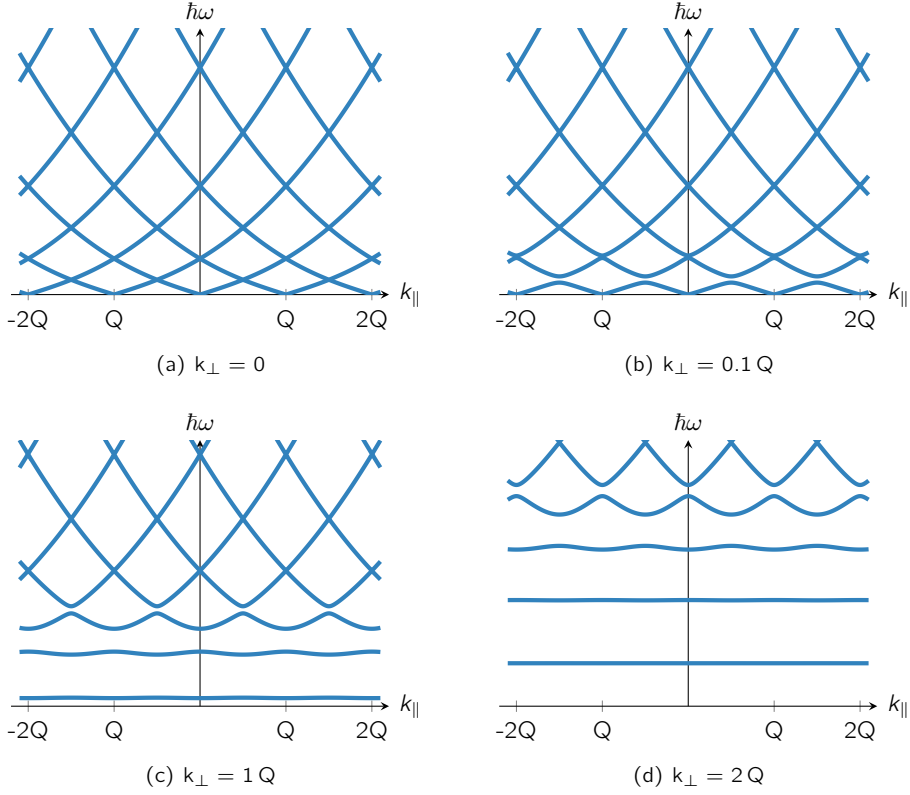 ħω
k∥
-2Q Q Q 2Q
(a) k⊥ = 0
ħω
k∥
-2Q Q Q 2Q
(b) k⊥ = 0.1 Q
ħω
k∥
-2Q Q Q 2Q
(c) k⊥ = 1 Q
ħω
k∥
-2Q Q Q 2Q
(d) k⊥ = 2 Q